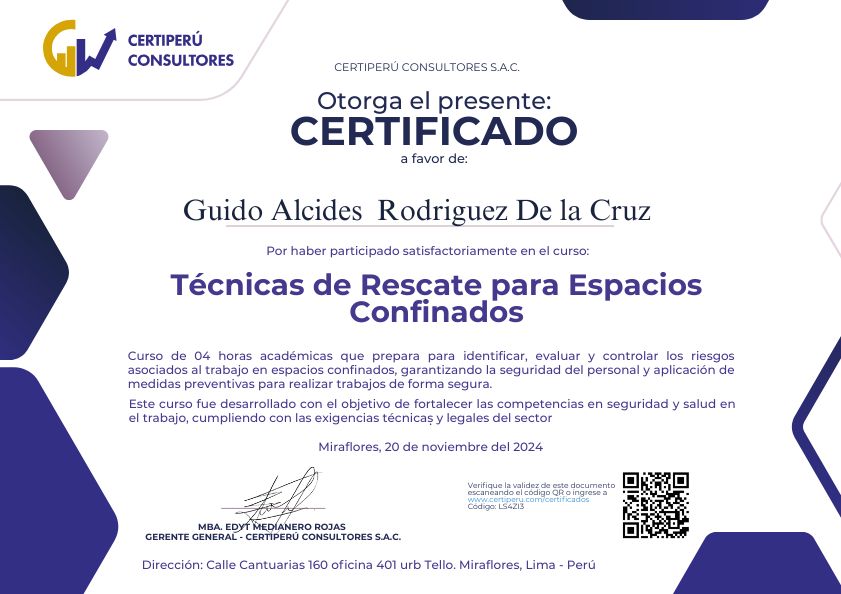 CERTIPERÚ
CONSULTORES
CERTIPERÚ CONSULTORES S.A.C.
Otorga el presente:
CERTIFICADO
a favor de:
Guido Alcides Rodriguez De la Cruz
Por haber participado satisfactoriamente en el curso:
Técnicas de Rescate para Espacios
Confinados
Curso de 04 horas académicas que prepara para identificar, evaluar y controlar los riesgos
asociados al trabajo en espacios confinados, garantizando la seguridad del personal y aplicación de
medidas preventivas para realizar trabajos de forma segura.
Este curso fue desarrollado con el objetivo de fortalecer las competencias en seguridad y salud en
el trabajo, cumpliendo con las exigencias técnicas y legales del sector
Miraflores, 20 de noviembre del 2024
Verifique la validez de este documento
escaneando el código QR o ingrese a
www.certiperu.com/certificados
Código: LS4ZI3
MBA. EDYT MEDIANERO ROJAS
GERENTE GENERAL - CERTIPERÚ CONSULTORES S.A.C.
Dirección: Calle Cantuarias 160 oficina 401 urb Tello. Miraflores, Lima - Perú